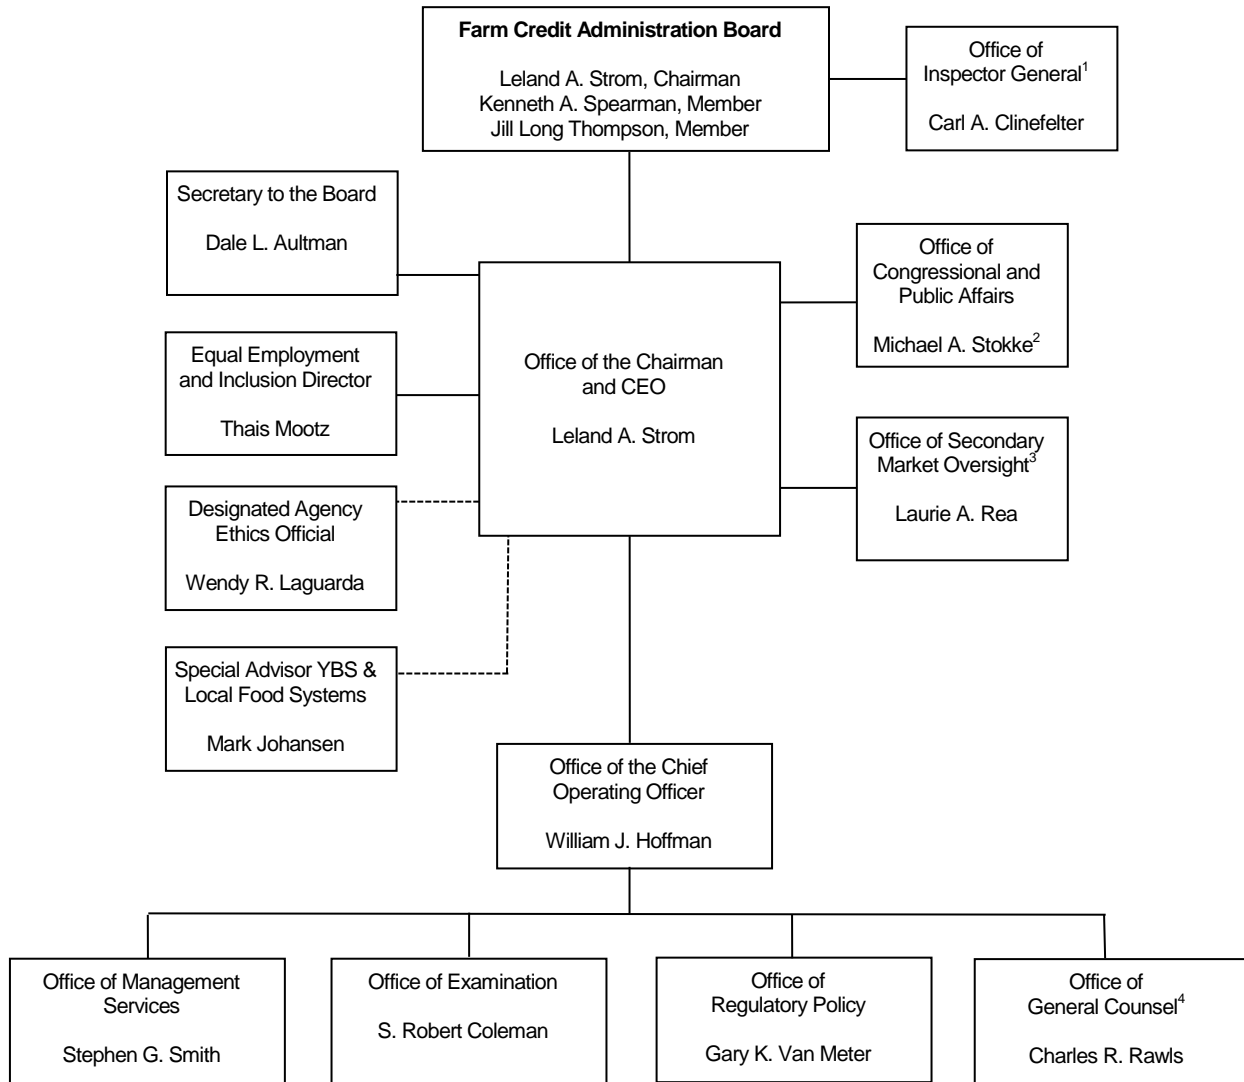 Farm Credit Administration Board
Leland A. Strom, Chairman
Kenneth A. Spearman, Member
Jill Long Thompson, Member
Office of
Inspector General¹
Carl A. Clinefelter
Secretary to the Board
Dale L. Aultman
Office of
Congressional and
Public Affairs
Michael A. Stokke²
Equal Employment
and Inclusion Director
Thais Mootz
Office of the Chairman
and CEO
Leland A. Strom
Office of Secondary
Market Oversight³
Laurie A. Rea
Designated Agency
Ethics Official
Wendy R. Laguarda
Special Advisor YBS &
Local Food Systems
Mark Johansen
Office of the Chief
Operating Officer
William J. Hoffman
Office of Management
Services
Stephen G. Smith
Office of Examination
S. Robert Coleman
Office of
Regulatory Policy
Gary K. Van Meter
Office of
General Counsel⁴
Charles R. Rawls